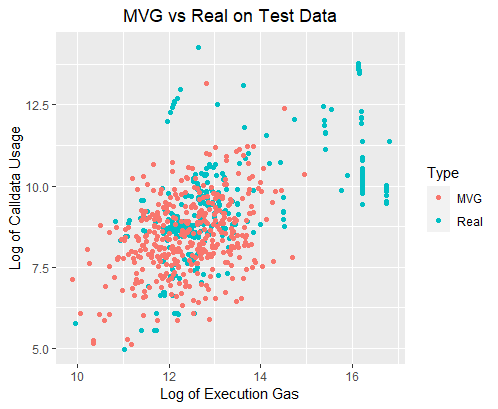 MVG vs Real on Test Data
Log of Calldata Usage
12.5
10.0
7.5
5.0
10
12
14
16
Log of Execution Gas
Type
MVG
Real